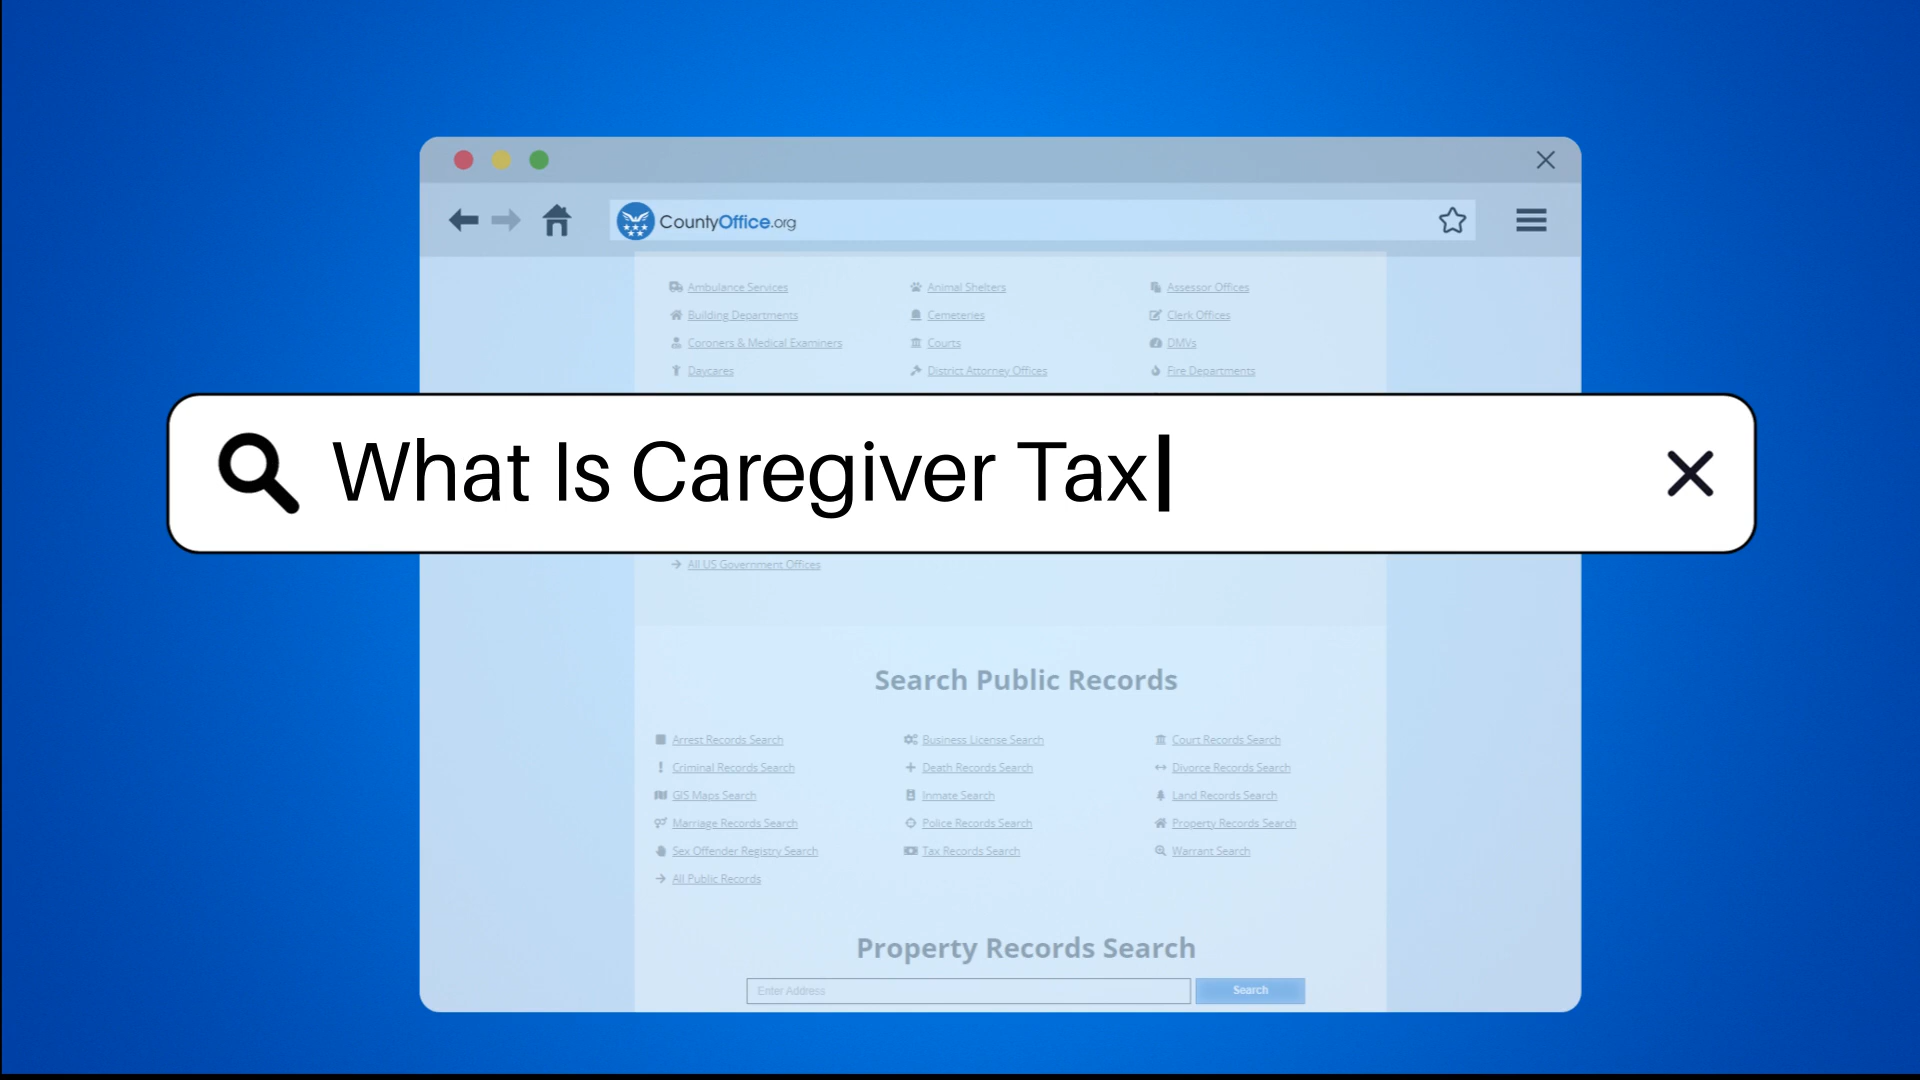 CountyOffice.org
Ambulance Services Animal Shelters Assessor Offices
Building Departments Cemeteries Clerk Offices
Coroners & Medical Examiners Courts DMVs
Daycares District Attorney Offices Fire Departments
What Is Caregiver Tax
All US Government Offices
Search Public Records
Arrest Records Search Business License Search Court Records Search
Criminal Records Search Death Records Search Divorce Records Search
GIS Maps Search Inmate Search Land Records Search
Marriage Records Search Police Records Search Property Records Search
Sex Offender Registry Search Tax Records Search Warrant Search
All Public Records
Property Records Search
Enter Address Search